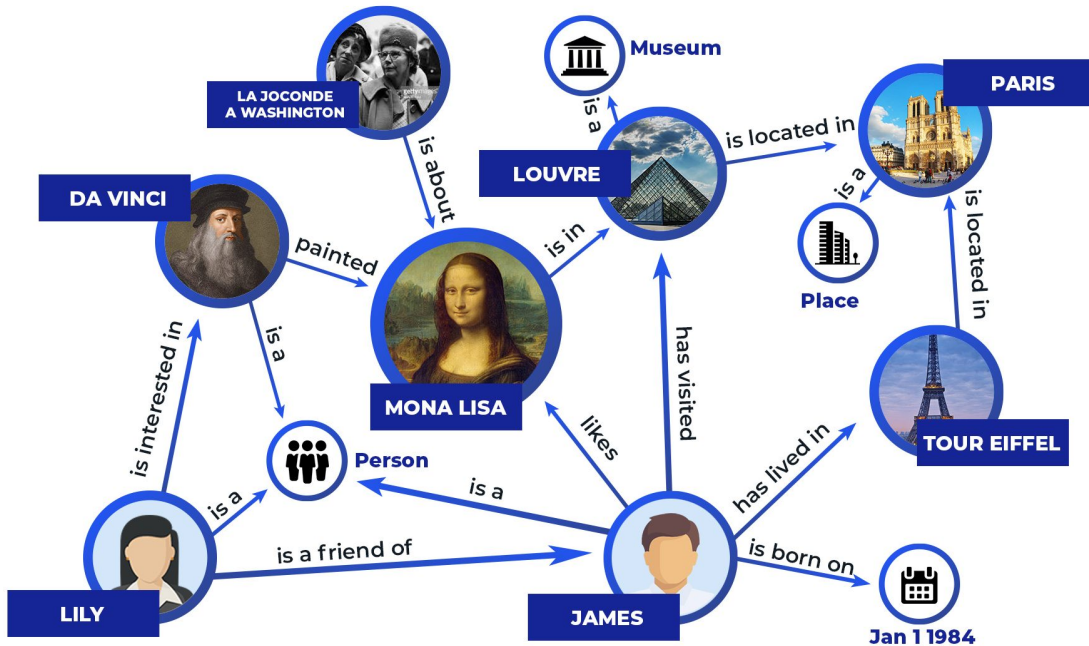 LA JOCONDE
A WASHINGTON
Museum
PARIS
is a
is located in
LOUVRE
is about
is a
DA VINCI
painted
is in
is located in
Place
is a
is interested in
MONA LISA
has visited
likes
TOUR EIFFEL
Person
has lived in
is a
is a
is a friend of
is born on
LILY
JAMES
Jan 1 1984